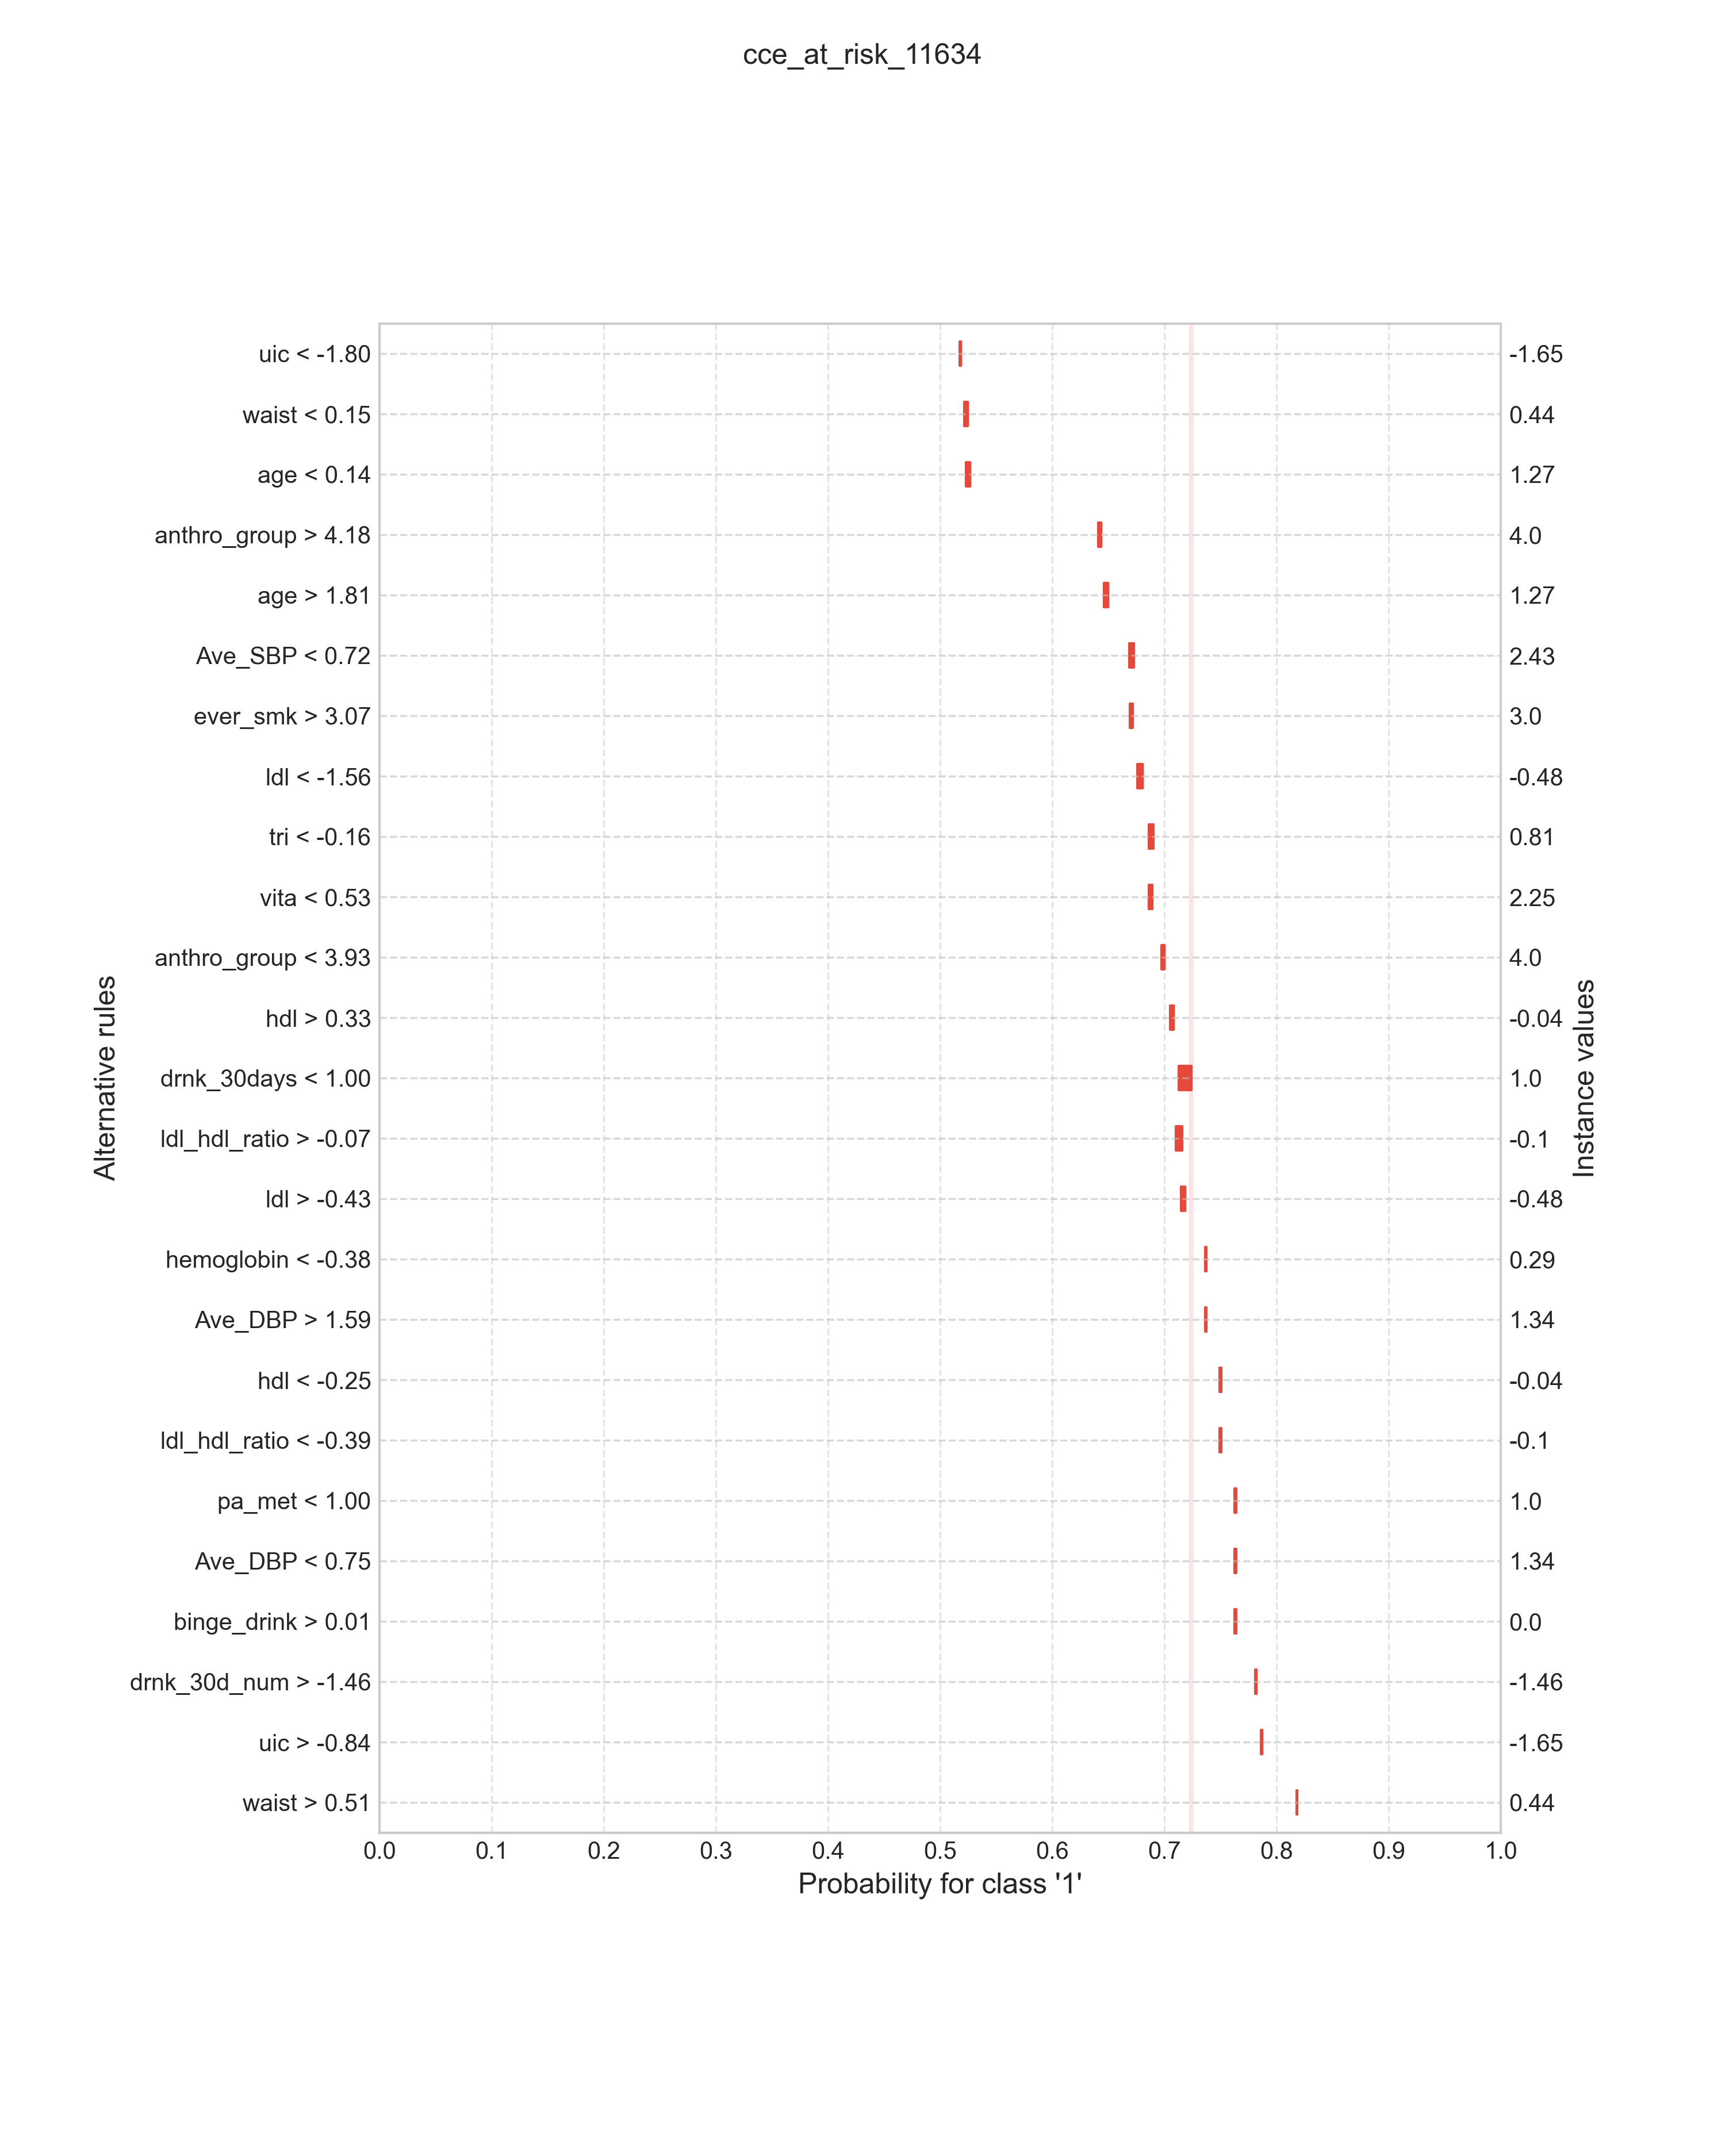 cce_at_risk_11634
uic < -1.80 -1.65
waist < 0.15 0.44
age < 0.14 1.27
anthro_group > 4.18 4.0
age > 1.81 1.27
Ave_SBP < 0.72 2.43
ever_smk > 3.07 3.0
ldl < -1.56 -0.48
tri < -0.16 0.81
vita < 0.53 2.25
anthro_group < 3.93 4.0
hdl > 0.33 -0.04
drnk_30days < 1.00 1.0
ldl_hdl_ratio > -0.07 -0.1
ldl > -0.43 -0.48
hemoglobin < -0.38 0.29
Ave_DBP > 1.59 1.34
hdl < -0.25 -0.04
ldl_hdl_ratio < -0.39 -0.1
pa_met < 1.00 1.0
Ave_DBP < 0.75 1.34
binge_drink > 0.01 0.0
drnk_30d_num > -1.46 -1.46
uic > -0.84 -1.65
waist > 0.51 0.44
Alternative rules
Instance values
0.0 0.1 0.2 0.3 0.4 0.5 0.6 0.7 0.8 0.9 1.0
Probability for class '1'